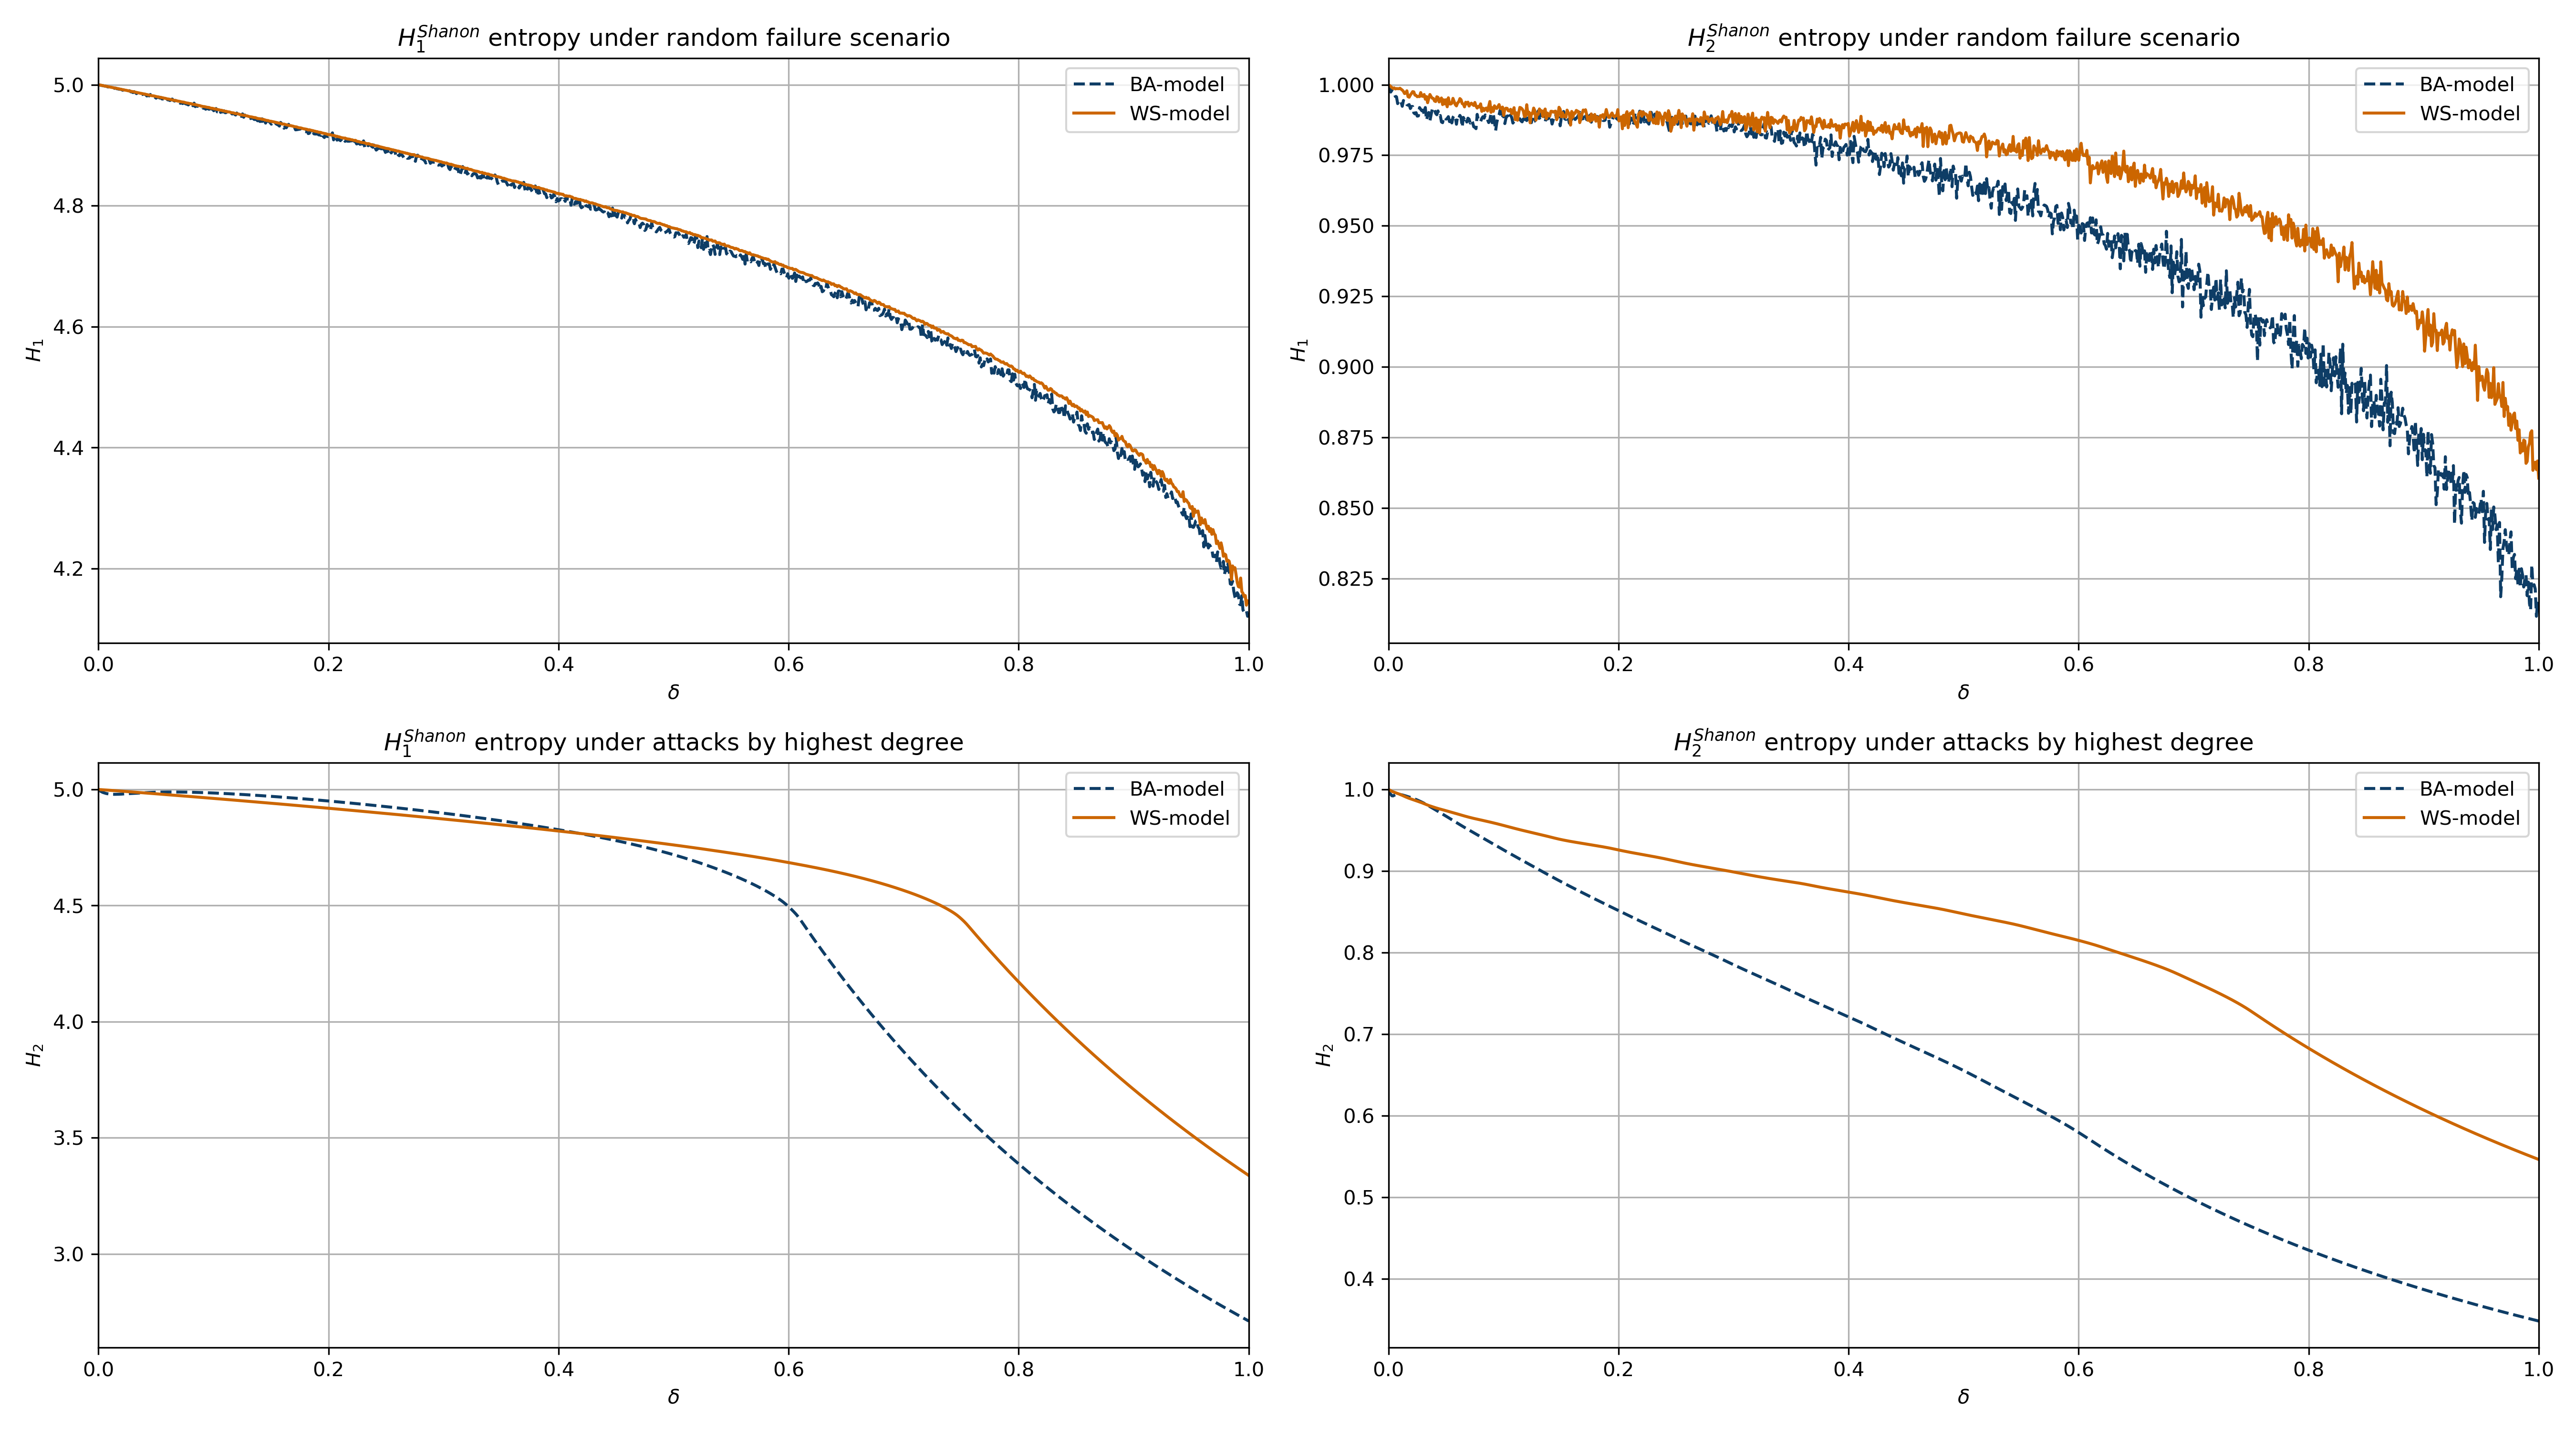 H₁^Shanon entropy under random failure scenario
5.0
4.8
4.6
4.4
4.2
H₁
BA-model
WS-model
0.0 0.2 0.4 0.6 0.8 1.0
δ
H₂^Shanon entropy under random failure scenario
1.000
0.975
0.950
0.925
0.900
0.875
0.850
0.825
H₁
BA-model
WS-model
0.0 0.2 0.4 0.6 0.8 1.0
δ
H₁^Shanon entropy under attacks by highest degree
5.0
4.5
4.0
3.5
3.0
H₂
BA-model
WS-model
0.0 0.2 0.4 0.6 0.8 1.0
δ
H₂^Shanon entropy under attacks by highest degree
1.0
0.9
0.8
0.7
0.6
0.5
0.4
H₂
BA-model
WS-model
0.0 0.2 0.4 0.6 0.8 1.0
δ